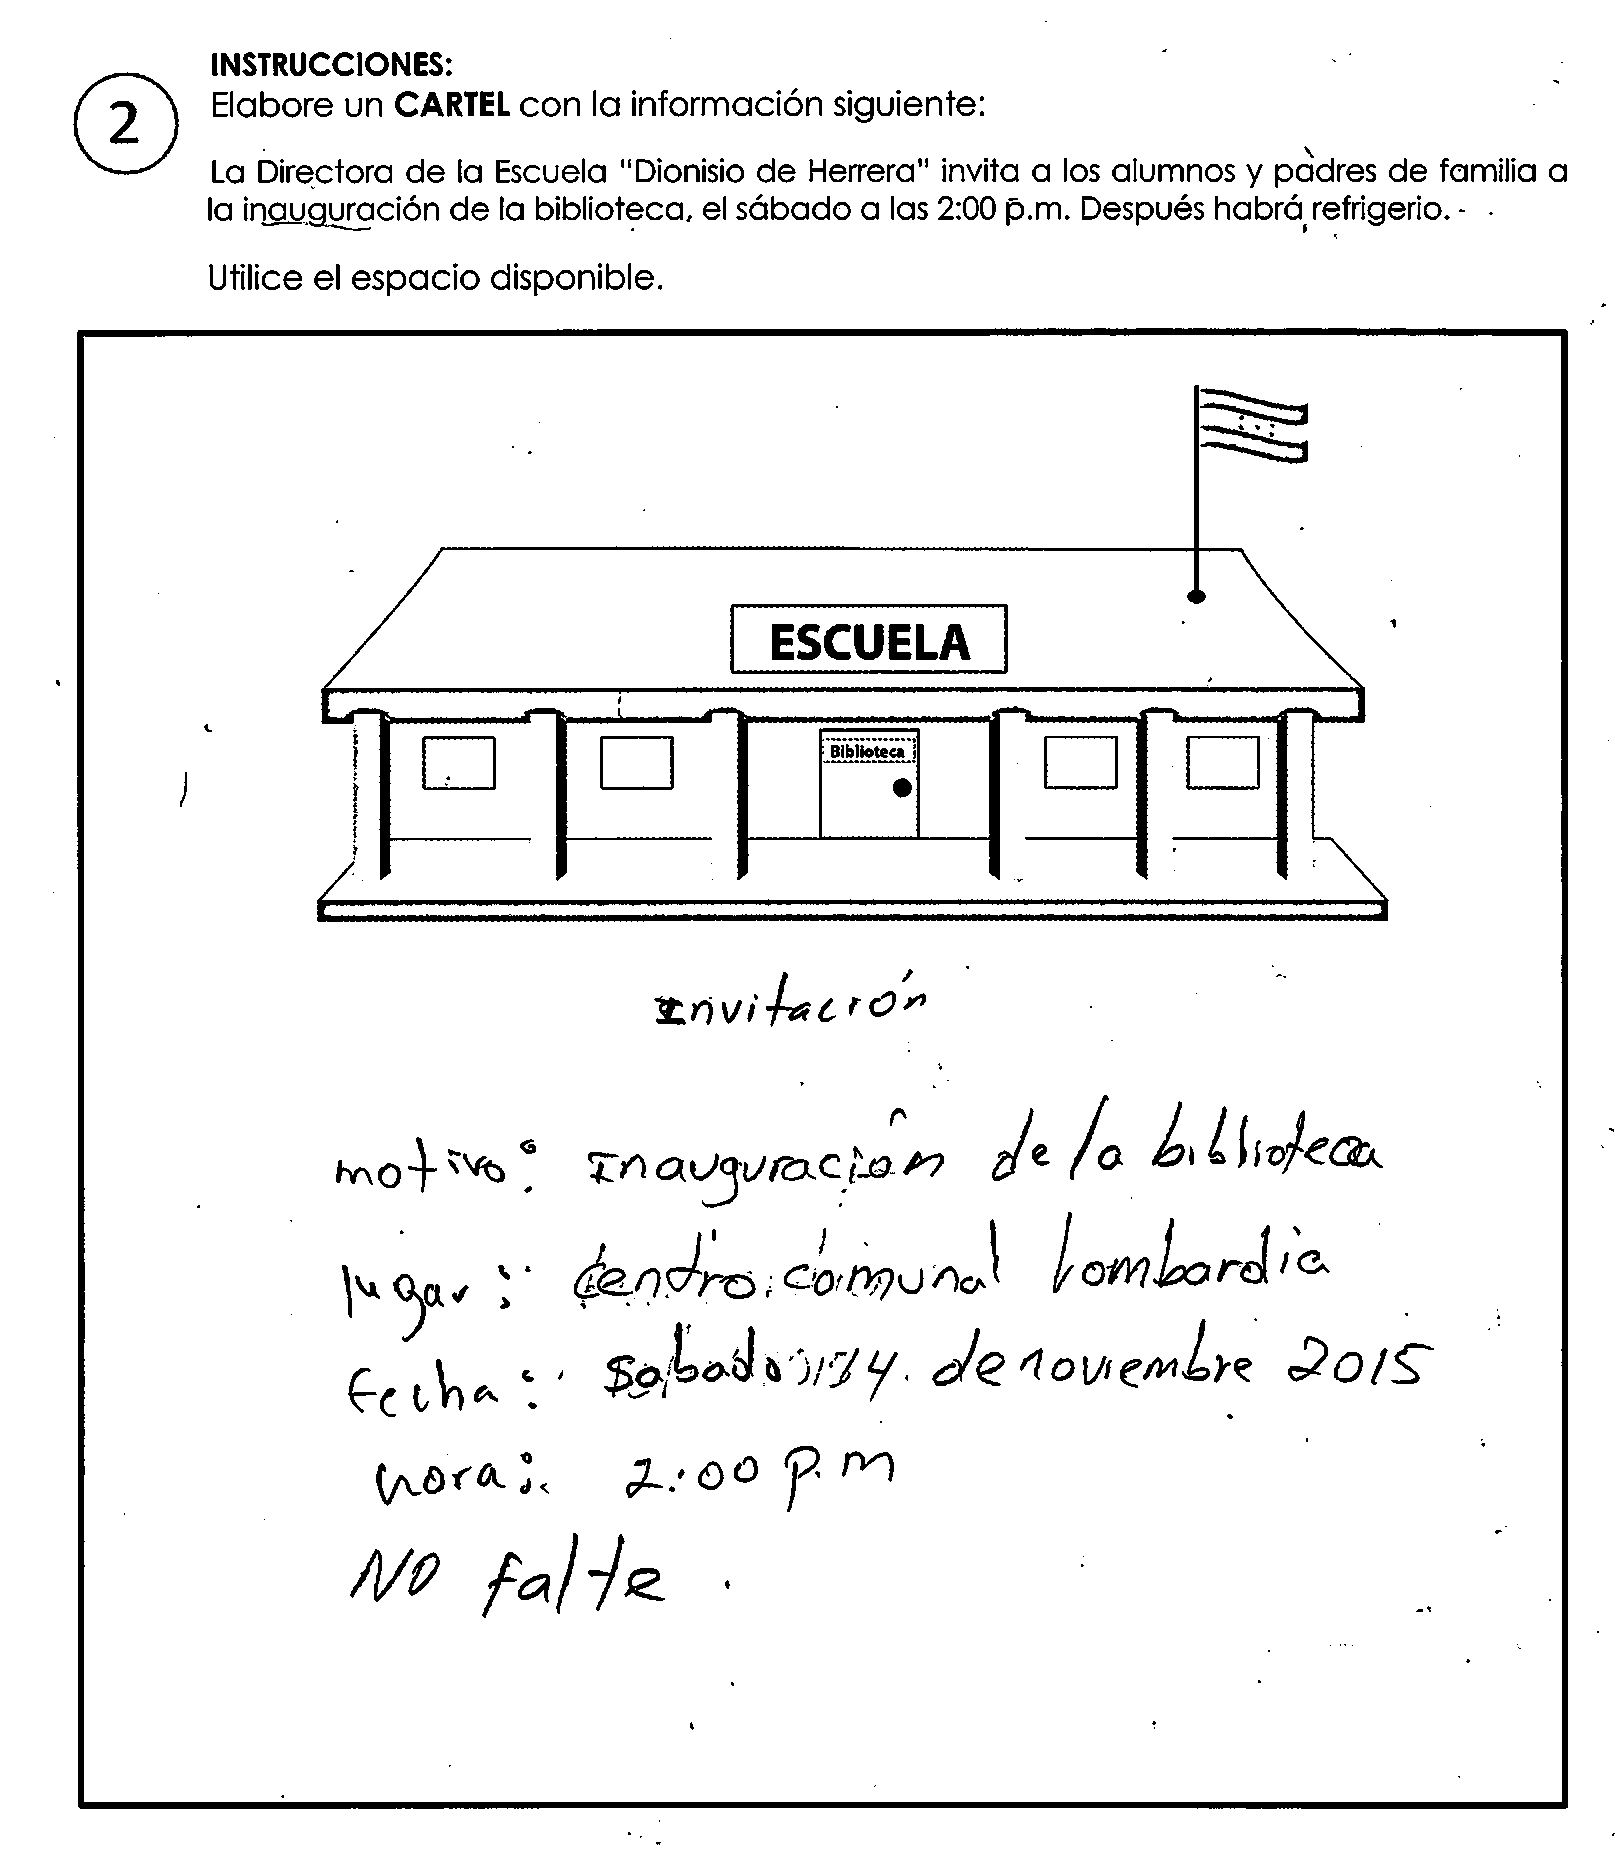 INSTRUCCIONES:
2
Elabore un CARTEL con la información siguiente:
La Directora de la Escuela "Dionisio de Herrera" invita a los alumnos y padres de familia a
la inauguración de la biblioteca, el sábado a las 2:00 p.m. Después habrá refrigerio.
Utilice el espacio disponible.
ESCUELA
Biblioteca
Invitación
motivo: Inauguración de la biblioteca
lugar: Centro comunal lombardia
fecha: Sabado 14 de noviembre 2015
hora: 2:00 p.m
NO falte